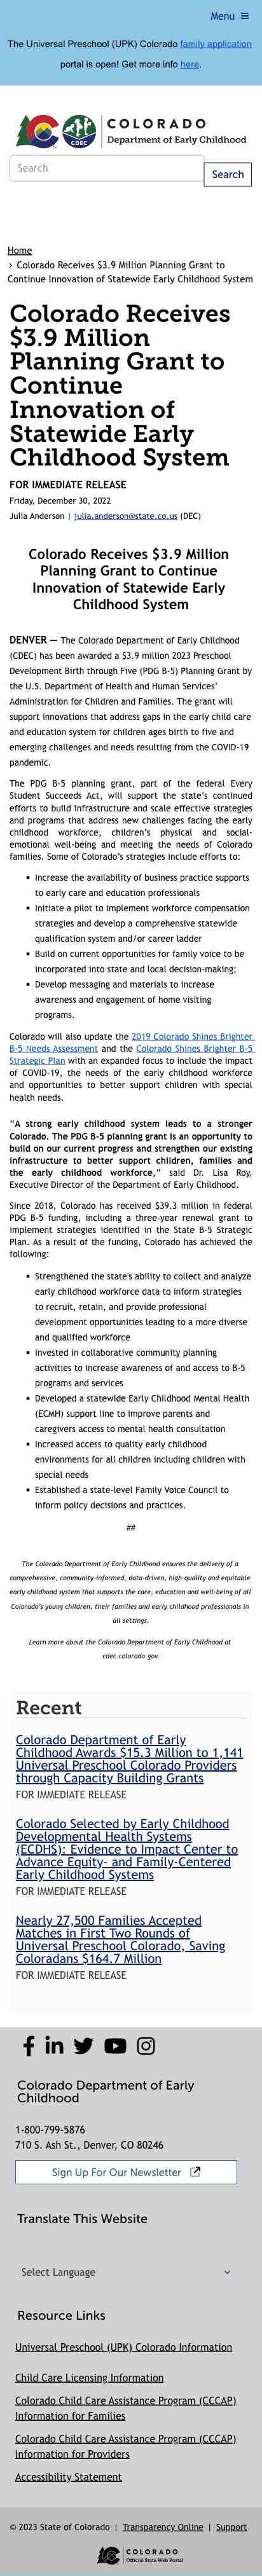 Menu ≡
The Universal Preschool (UPK) Colorado family application
portal is open! Get more info here.
COLORADO
Department of Early Childhood
CDEC
Search
Search
Home
› Colorado Receives $3.9 Million Planning Grant to
Continue Innovation of Statewide Early Childhood System
Colorado Receives
$3.9 Million
Planning Grant to
Continue
Innovation of
Statewide Early
Childhood System
FOR IMMEDIATE RELEASE
Friday, December 30, 2022
Julia Anderson | julia.anderson@state.co.us (DEC)
Colorado Receives $3.9 Million
Planning Grant to Continue
Innovation of Statewide Early
Childhood System
DENVER — The Colorado Department of Early Childhood
(CDEC) has been awarded a $3.9 million 2023 Preschool
Development Birth through Five (PDG B-5) Planning Grant by
the U.S. Department of Health and Human Services’
Administration for Children and Families. The grant will
support innovations that address gaps in the early child care
and education system for children ages birth to five and
emerging challenges and needs resulting from the COVID-19
pandemic.
The PDG B-5 planning grant, part of the federal Every
Student Succeeds Act, will support the state’s continued
efforts to build infrastructure and scale effective strategies
and programs that address new challenges facing the early
childhood workforce, children’s physical and social-
emotional well-being and meeting the needs of Colorado
families. Some of Colorado’s strategies include efforts to:
• Increase the availability of business practice supports
to early care and education professionals
• Initiate a pilot to implement workforce compensation
strategies and develop a comprehensive statewide
qualification system and/or career ladder
• Build on current opportunities for family voice to be
incorporated into state and local decision-making;
• Develop messaging and materials to increase
awareness and engagement of home visiting
programs.
Colorado will also update the 2019 Colorado Shines Brighter
B-5 Needs Assessment and the Colorado Shines Brighter B-5
Strategic Plan with an expanded focus to include the impact
of COVID-19, the needs of the early childhood workforce
and opportunities to better support children with special
health needs.
“A strong early childhood system leads to a stronger
Colorado. The PDG B-5 planning grant is an opportunity to
build on our current progress and strengthen our existing
infrastructure to better support children, families and
the early childhood workforce,” said Dr. Lisa Roy,
Executive Director of the Department of Early Childhood.
Since 2018, Colorado has received $39.3 million in federal
PDG B-5 funding, including a three-year renewal grant to
implement strategies identified in the State B-5 Strategic
Plan. As a result of the funding, Colorado has achieved the
following:
• Strengthened the state's ability to collect and analyze
early childhood workforce data to inform strategies
to recruit, retain, and provide professional
development opportunities leading to a more diverse
and qualified workforce
• Invested in collaborative community planning
activities to increase awareness of and access to B-5
programs and services
• Developed a statewide Early Childhood Mental Health
(ECMH) support line to improve parents and
caregivers access to mental health consultation
• Increased access to quality early childhood
environments for all children including children with
special needs
• Established a state-level Family Voice Council to
inform policy decisions and practices.
##
The Colorado Department of Early Childhood ensures the delivery of a
comprehensive, community-informed, data-driven, high-quality and equitable
early childhood system that supports the care, education and well-being of all
Colorado’s young children, their families and early childhood professionals in
all settings.
Learn more about the Colorado Department of Early Childhood at
cdec.colorado.gov.
Recent
Colorado Department of Early
Childhood Awards $15.3 Million to 1,141
Universal Preschool Colorado Providers
through Capacity Building Grants
FOR IMMEDIATE RELEASE
Colorado Selected by Early Childhood
Developmental Health Systems
(ECDHS): Evidence to Impact Center to
Advance Equity- and Family-Centered
Early Childhood Systems
FOR IMMEDIATE RELEASE
Nearly 27,500 Families Accepted
Matches in First Two Rounds of
Universal Preschool Colorado, Saving
Coloradans $164.7 Million
FOR IMMEDIATE RELEASE
Colorado Department of Early
Childhood
1-800-799-5876
710 S. Ash St., Denver, CO 80246
Sign Up For Our Newsletter
Translate This Website
Select Language
Resource Links
Universal Preschool (UPK) Colorado Information
Child Care Licensing Information
Colorado Child Care Assistance Program (CCCAP)
Information for Families
Colorado Child Care Assistance Program (CCCAP)
Information for Providers
Accessibility Statement
© 2023 State of Colorado | Transparency Online | Support
COLORADO
Official State Web Portal